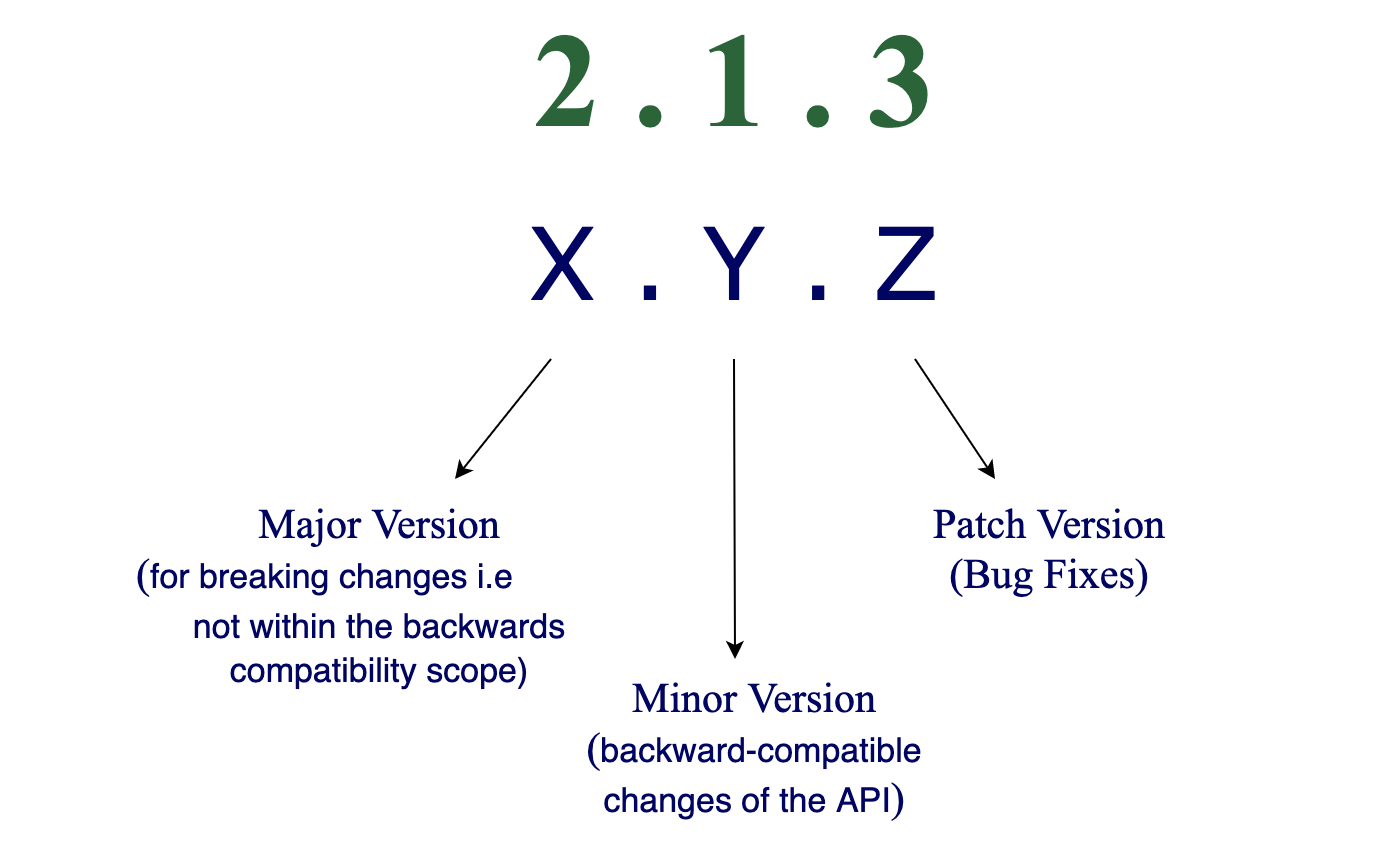 2 . 1 . 3
X . Y . Z
Major Version
(for breaking changes i.e
not within the backwards
compatibility scope)
Minor Version
(backward-compatible
changes of the API)
Patch Version
(Bug Fixes)